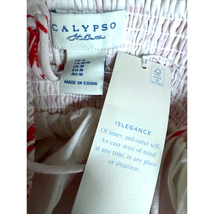 CALYPSO
St. Barth
MADE IN CHINA
ISLEGANCE
Of inner, and outer self.
An easy state of mind
at any time, in any place
or situation.